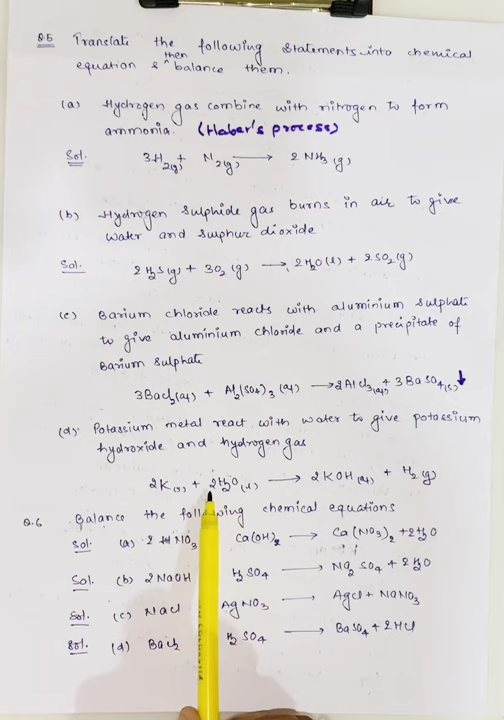 Q.5 Translate the following statements into chemical
equation & then balance them.
(a) Hydrogen gas combine with nitrogen to form
ammonia. (Haber's process)
Sol. 3H2(g) + N2(g) ⟶ 2NH3(g)
(b) Hydrogen sulphide gas burns in air to give
water and sulphur dioxide
Sol. 2H2S(g) + 3O2(g) ⟶ 2H2O(l) + 2SO2(g)
(c) Barium chloride reacts with aluminium sulphate
to give aluminium chloride and a precipitate of
Barium sulphate
3BaCl2(aq) + Al2(SO4)3(aq) ⟶ 2AlCl3(aq) + 3BaSO4(s)↓
(d) Potassium metal react with water to give potassium
hydroxide and hydrogen gas
2K(s) + 2H2O(l) ⟶ 2KOH(aq) + H2(g)
Q.6 Balance the following chemical equations
Sol. (a) 2HNO3 Ca(OH)2 ⟶ Ca(NO3)2 + 2H2O
Sol. (b) 2NaOH H2SO4 ⟶ Na2SO4 + 2H2O
Sol. (c) NaCl AgNO3 ⟶ AgCl + NaNO3
Sol. (d) BaCl2 H2SO4 ⟶ BaSO4 + 2HCl